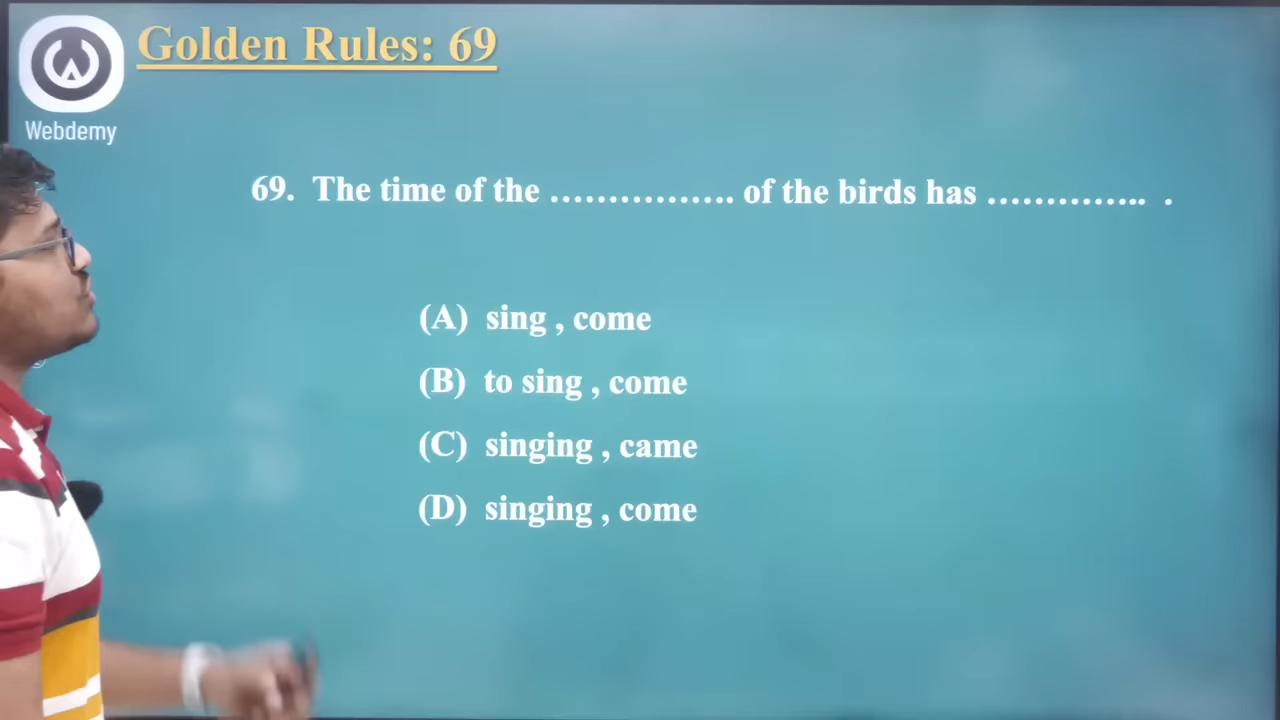 Golden Rules: 69
Webdemy
69. The time of the ................ of the birds has .............. .
(A) sing , come
(B) to sing , come
(C) singing , came
(D) singing , come